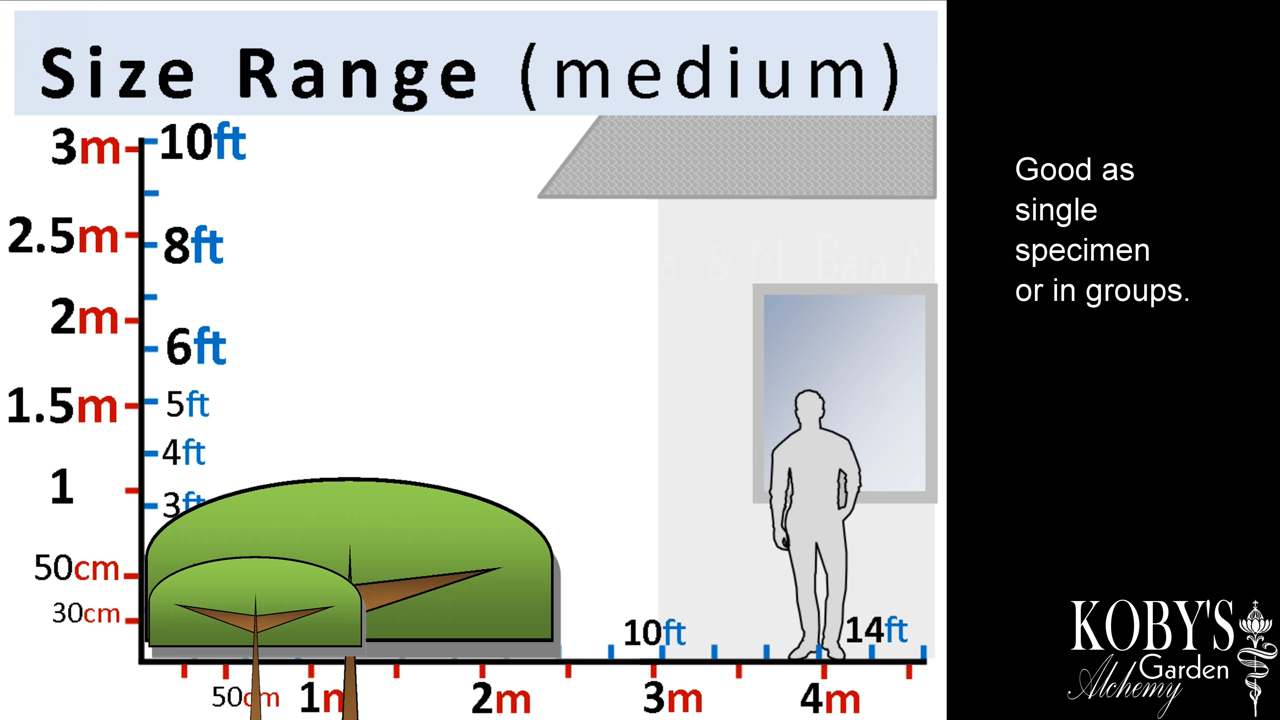 Size Range (medium)
3m 10ft
2.5m 8ft
2m 6ft
1.5m 5ft
4ft
1 3ft
50cm
30cm
10ft 14ft
50cm 1m 2m 3m 4m
Good as
single
specimen
or in groups.
KOBY'S
Garden
Alchemy